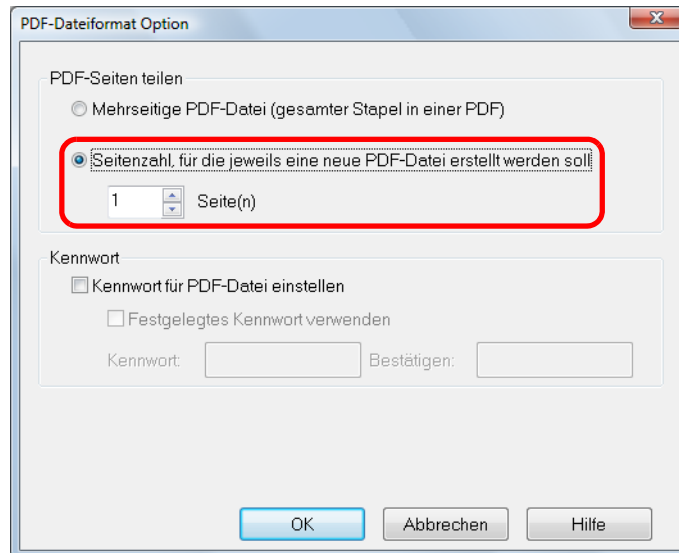 PDF-Dateiformat Option
PDF-Seiten teilen
Mehrseitige PDF-Datei (gesamter Stapel in einer PDF)
Seitenzahl, für die jeweils eine neue PDF-Datei erstellt werden soll
1 Seite(n)
Kennwort
Kennwort für PDF-Datei einstellen
Festgelegtes Kennwort verwenden
Kennwort: Bestätigen:
OK Abbrechen Hilfe